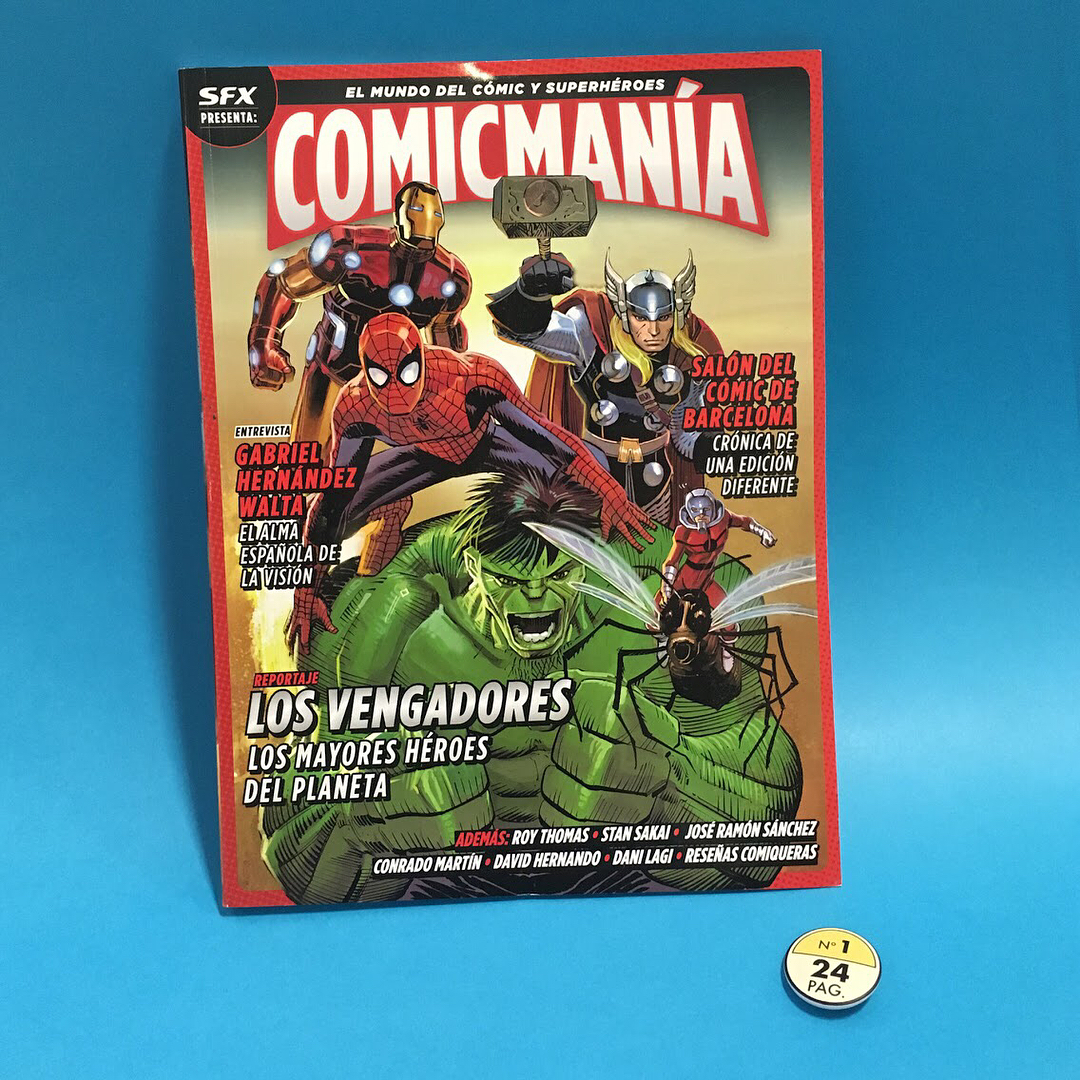 SFX
PRESENTA:
EL MUNDO DEL CÓMIC Y SUPERHÉROES
COMICMANÍA
SALÓN DEL
CÓMIC DE
BARCELONA
CRÓNICA DE
UNA EDICIÓN
DIFERENTE
ENTREVISTA
GABRIEL
HERNÁNDEZ
WALTA
EL ALMA
ESPAÑOLA DE
LA VISIÓN
REPORTAJE
LOS VENGADORES
LOS MAYORES HÉROES
DEL PLANETA
ADEMÁS: ROY THOMAS • STAN SAKAI • JOSÉ RAMÓN SÁNCHEZ
CONRADO MARTÍN • DAVID HERNANDO • DANI LAGI • RESEÑAS COMIQUERAS
Nº 1
24
PAG.